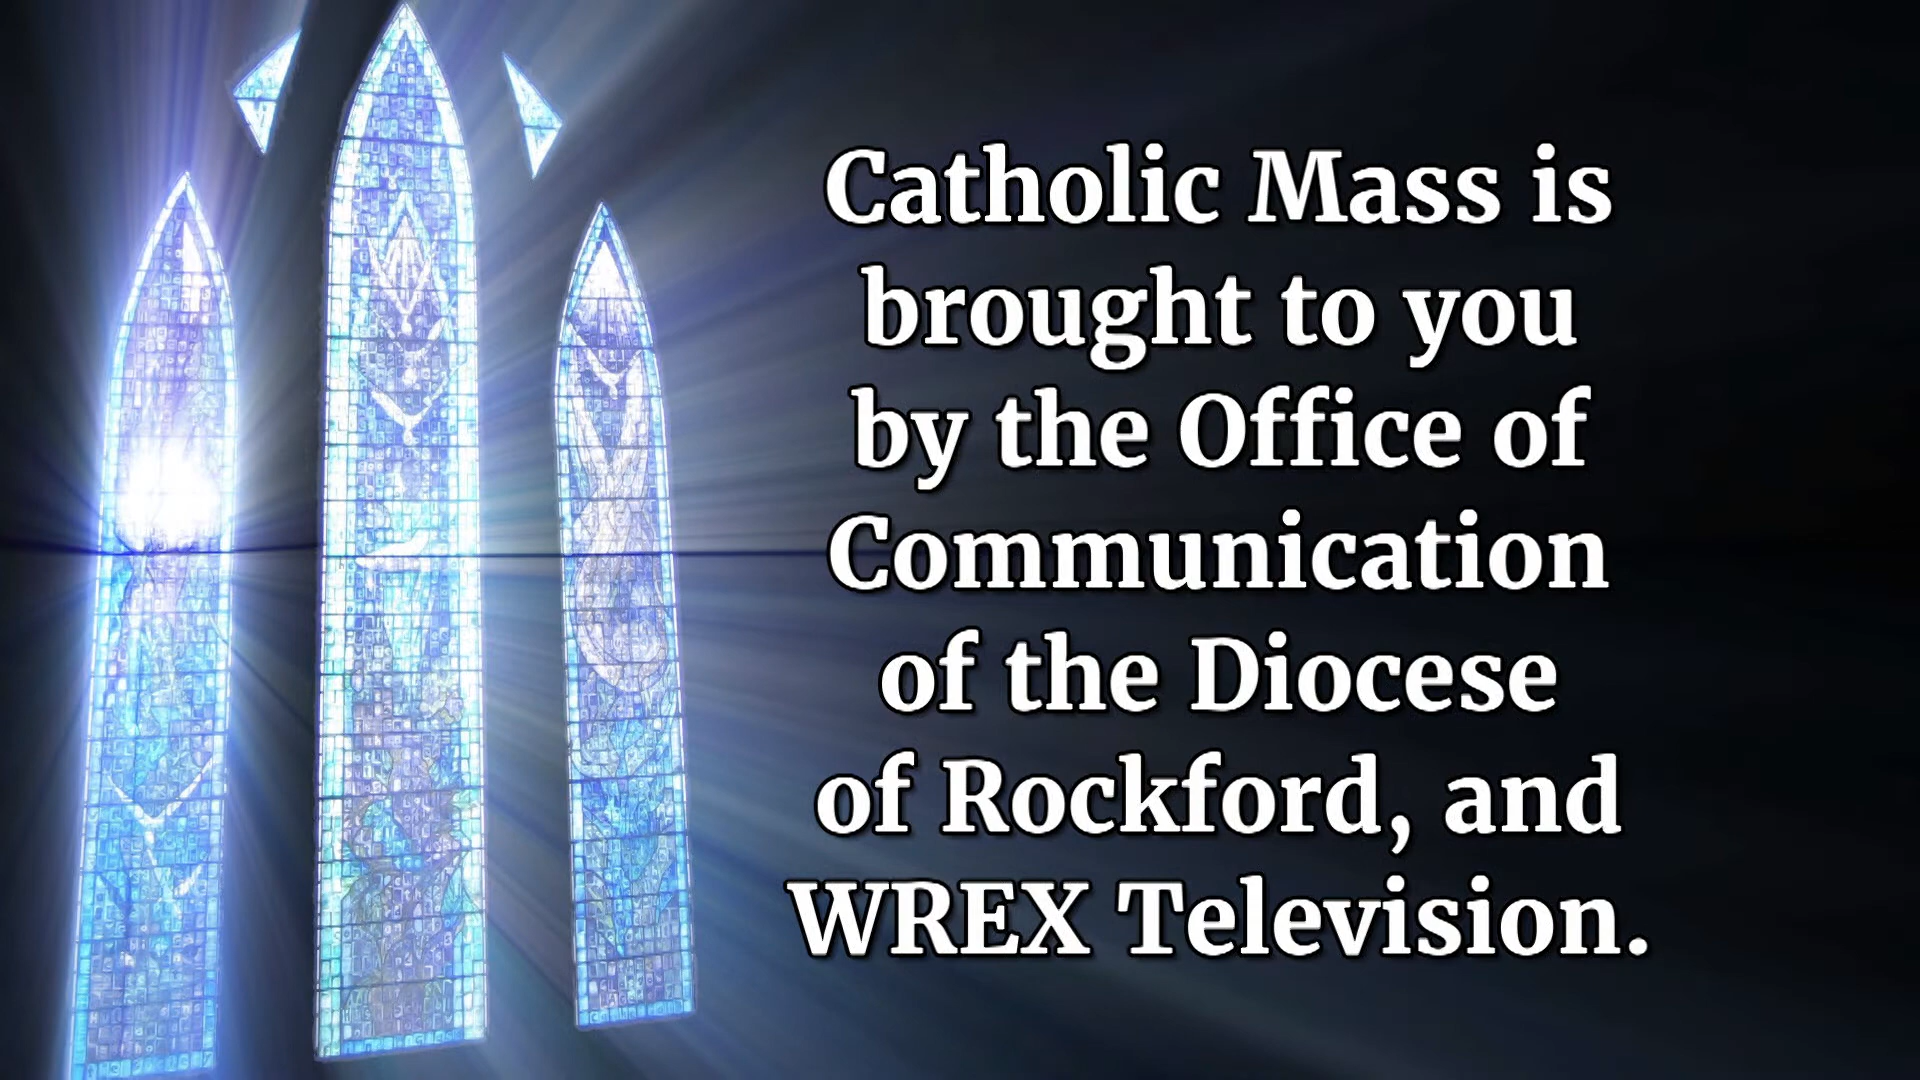 Catholic Mass is
brought to you
by the Office of
Communication
of the Diocese
of Rockford, and
WREX Television.